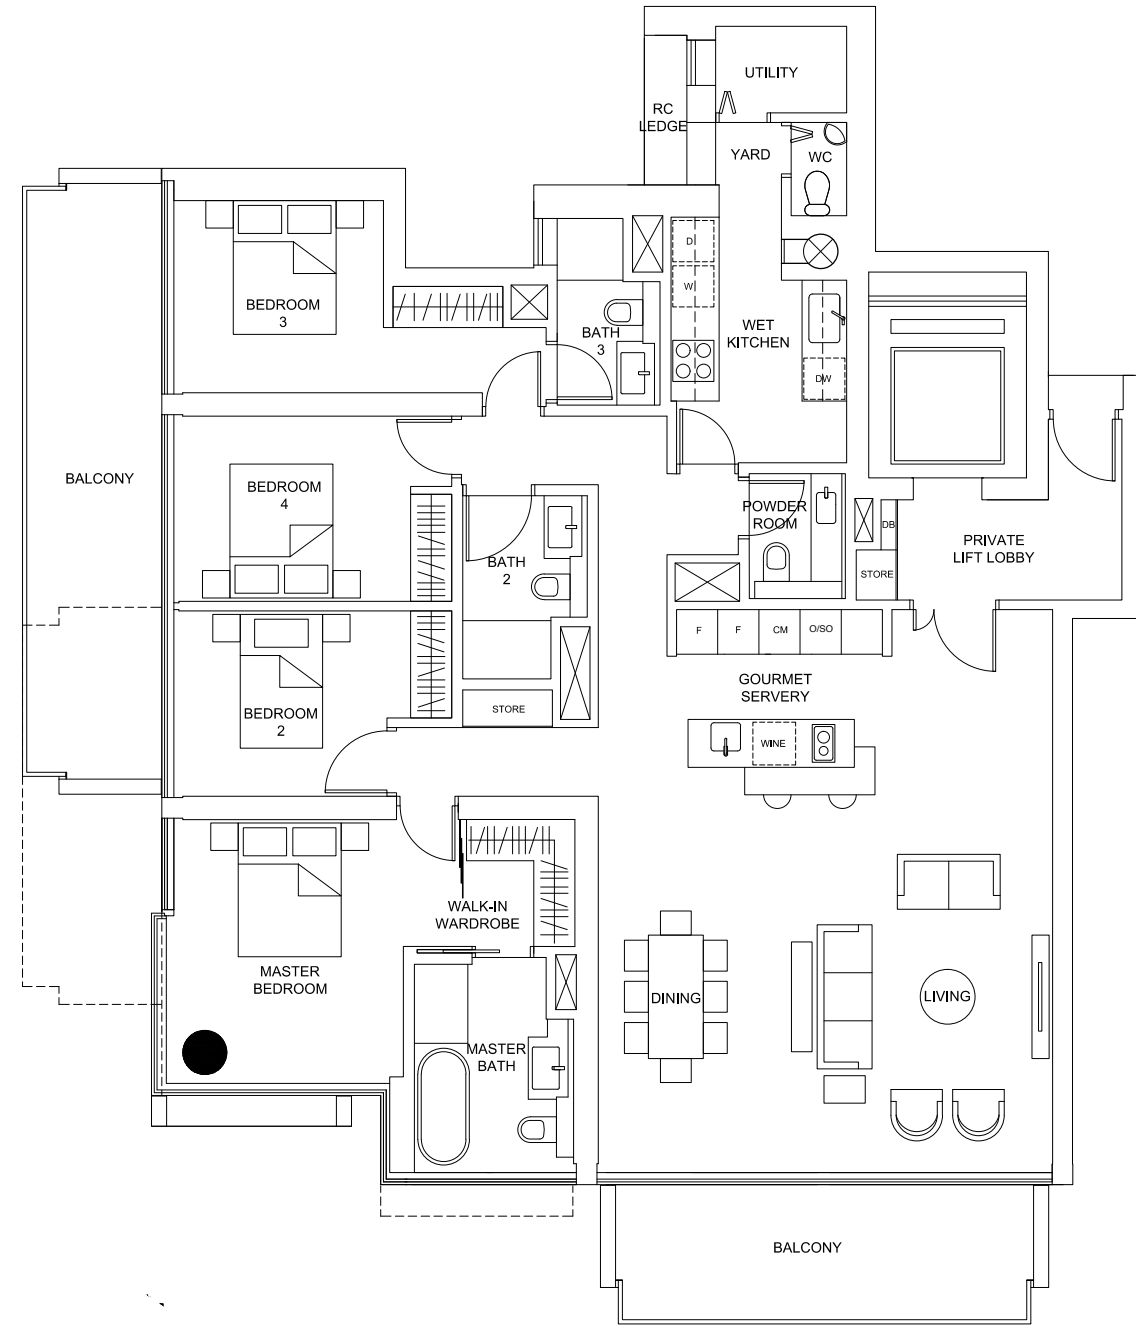 UTILITY
RC
LEDGE
YARD
WC
D
W
BEDROOM
3
BATH
3
WET
KITCHEN
DW
BALCONY
BEDROOM
4
POWDER
ROOM
DB
PRIVATE
LIFT LOBBY
BATH
2
STORE
F
F
CM
O/SO
GOURMET
SERVERY
BEDROOM
2
STORE
WINE
WALK-IN
WARDROBE
MASTER
BEDROOM
DINING
LIVING
MASTER
BATH
BALCONY